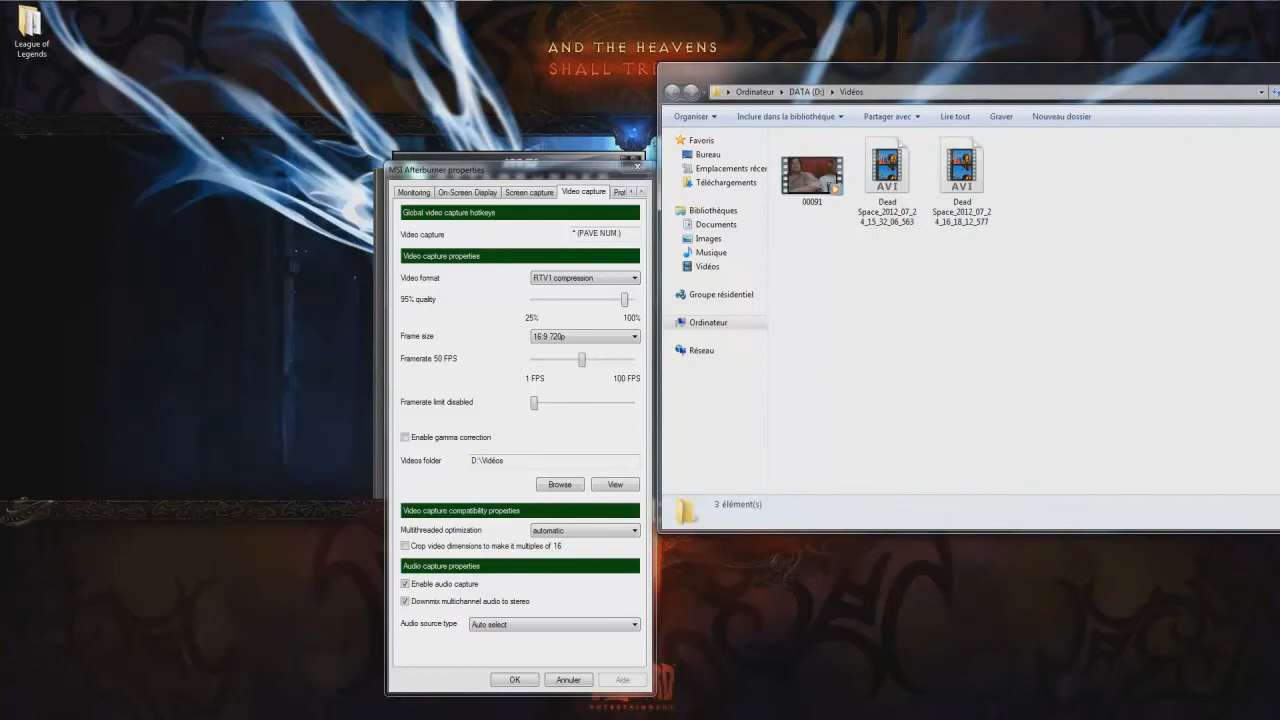 League of
Legends
AND THE HEAVENS
SHALL TRE
Ordinateur
DATA (D:)
Vidéos
Organiser
Inclure dans la bibliothèque
Partager avec
Lire tout
Graver
Nouveau dossier
Favoris
Bureau
Emplacements récer
Téléchargements
Bibliothèques
Documents
Images
Musique
Vidéos
Groupe résidentiel
Ordinateur
Réseau
00091
AVI
Dead
Space_2012_07_2
4_15_32_06_563
AVI
Dead
Space_2012_07_2
4_16_18_12_577
3 élément(s)
MSI Afterburner properties
Monitoring
On-Screen Display
Screen capture
Video capture
Prof
Global video capture hotkeys
Video capture
* (PAVE NUM.)
Video capture properties
Video format
RTV1 compression
95% quality
25%
100%
Frame size
16:9 720p
Framerate 50 FPS
1 FPS
100 FPS
Framerate limit disabled
Enable gamma correction
Videos folder
D:\Vidéos
Browse
View
Video capture compatibility properties
Multithreaded optimization
automatic
Crop video dimensions to make it multiples of 16
Audio capture properties
Enable audio capture
Downmix multichannel audio to stereo
Audio source type
Auto select
OK
Annuler
Aide
ENTERTAINMENT